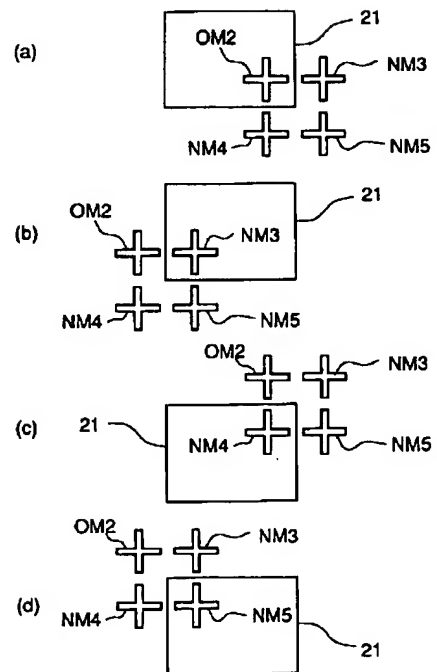 21
(a) OM2
NM3
NM4 NM5
21
(b) OM2 NM3
NM4 NM5
OM2 NM3
(c) 21
NM4 NM5
OM2 NM3
(d) NM4 NM5
21